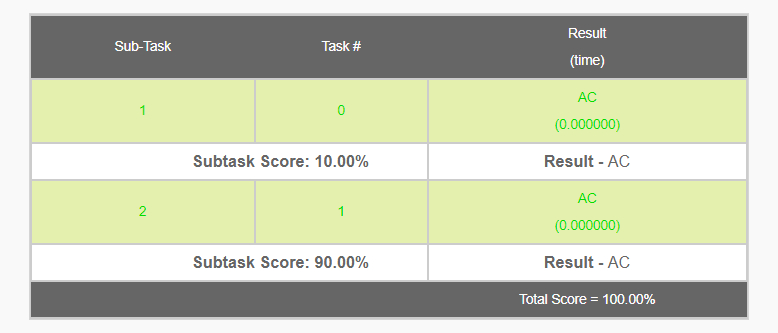 Sub-Task Task # Result
(time)
1 0 AC
(0.000000)
Subtask Score: 10.00% Result - AC
2 1 AC
(0.000000)
Subtask Score: 90.00% Result - AC
Total Score = 100.00%